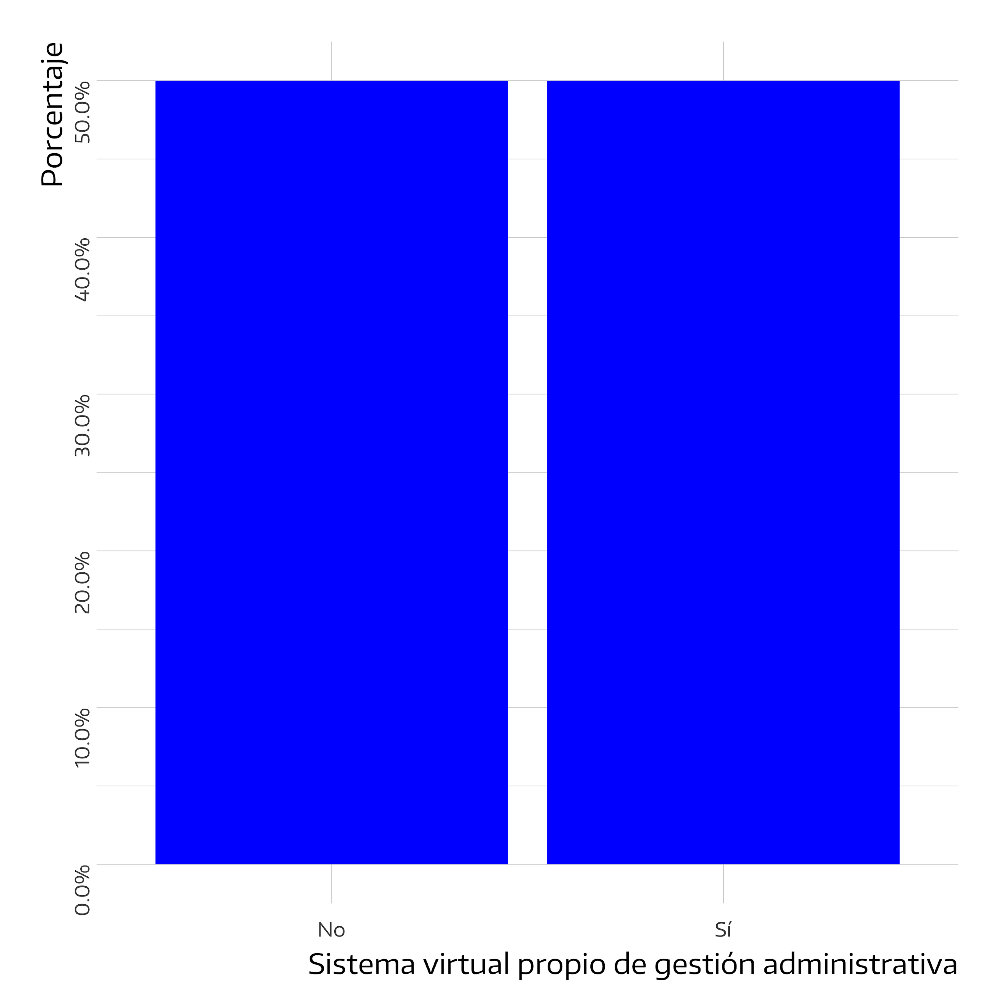 Porcentaje
50.0%
40.0%
30.0%
20.0%
10.0%
0.0%
No
Sí
Sistema virtual propio de gestión administrativa